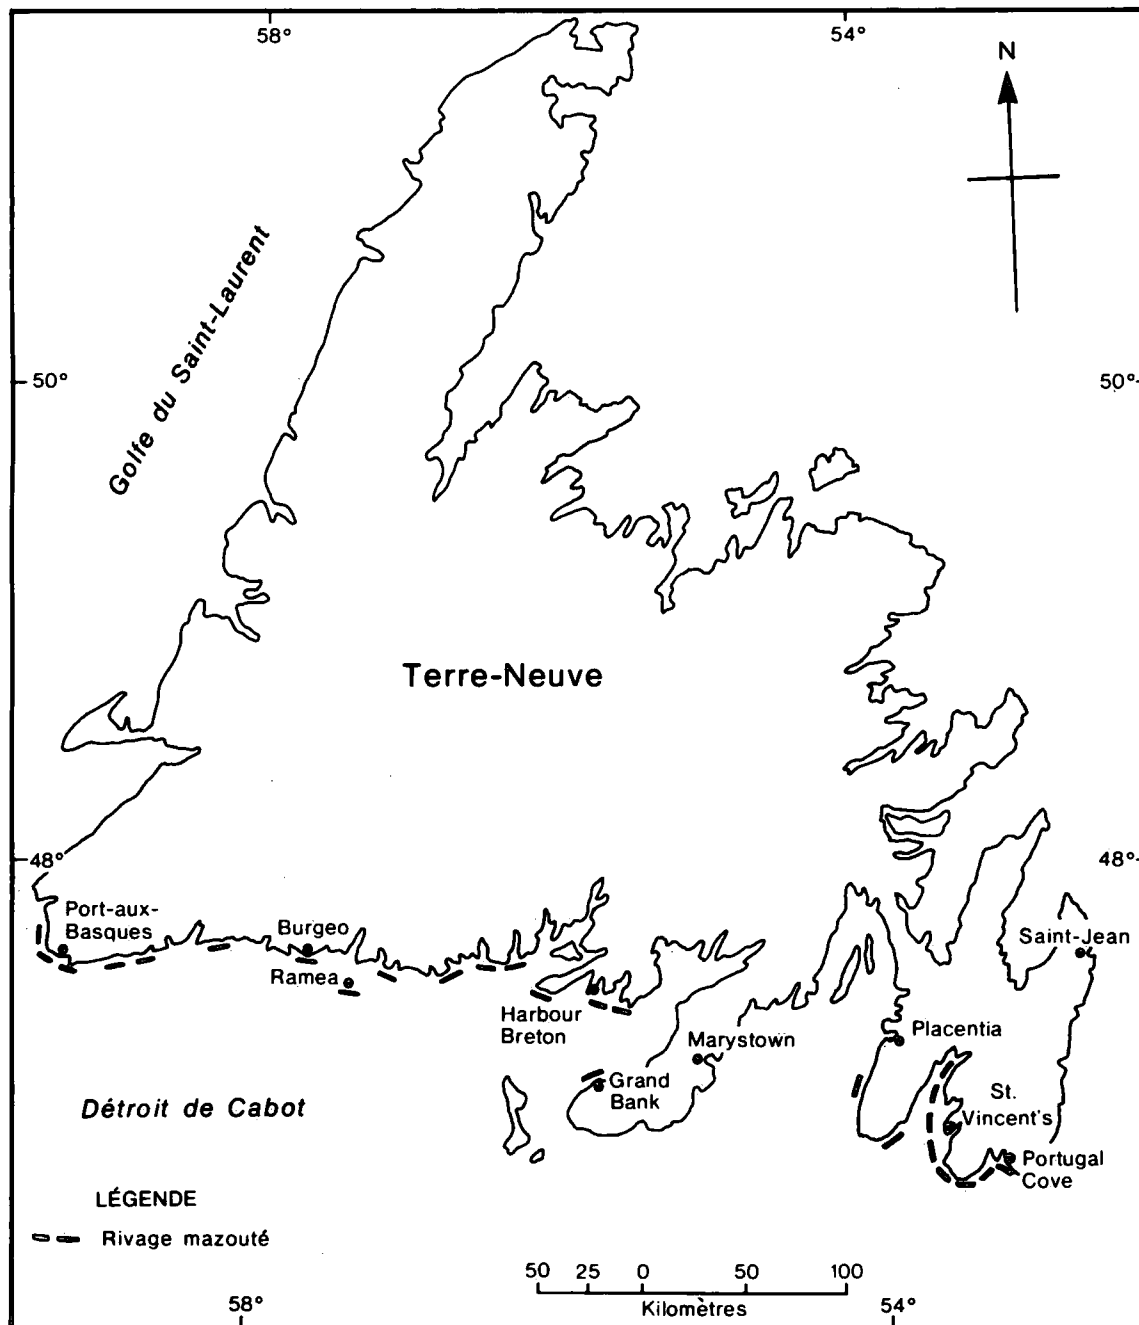 58°
54°
N
Golfe du Saint-Laurent
50°
50°
Terre-Neuve
48°
48°
Port-aux-
Basques
Burgeo
Ramea
Saint-Jean
Harbour
Breton
Marystown
Placentia
Grand
Bank
St.
Vincent's
Détroit de Cabot
Portugal
Cove
LÉGENDE
Rivage mazouté
50 25 0 50 100
Kilomètres
58°
54°